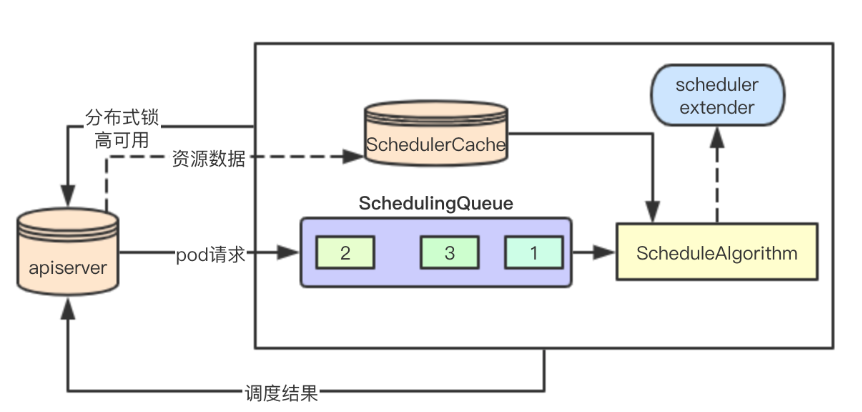 scheduler
extender
分布式锁
高可用
SchedulerCache
资源数据
SchedulingQueue
apiserver
pod请求
2
3
1
ScheduleAlgorithm
调度结果